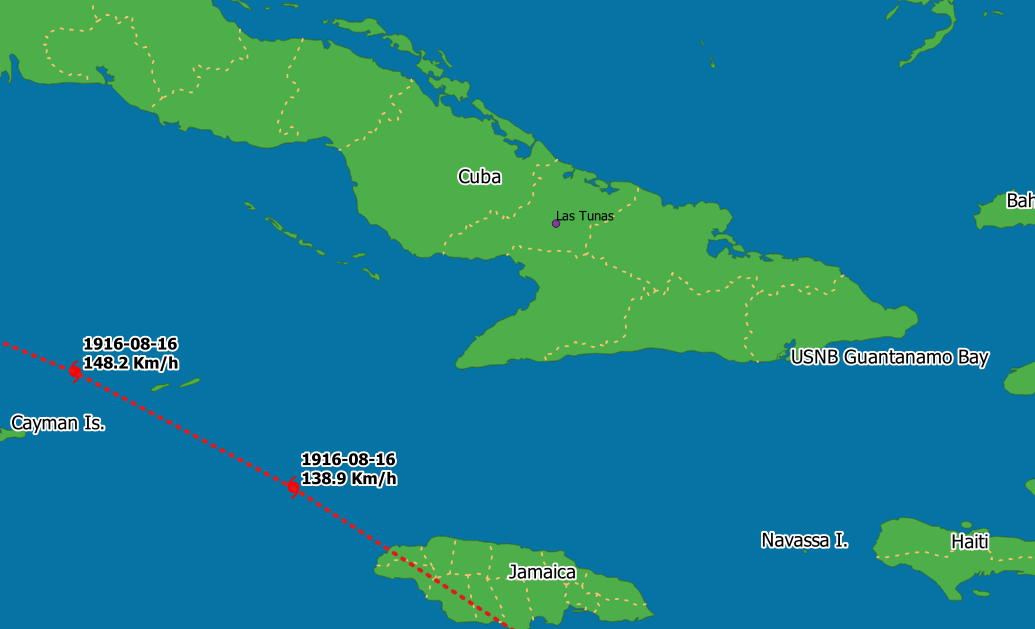 Cuba
Bah
Las Tunas
1916-08-16
148.2 Km/h
USNB Guantanamo Bay
Cayman Is.
1916-08-16
138.9 Km/h
Navassa I.
Haiti
Jamaica